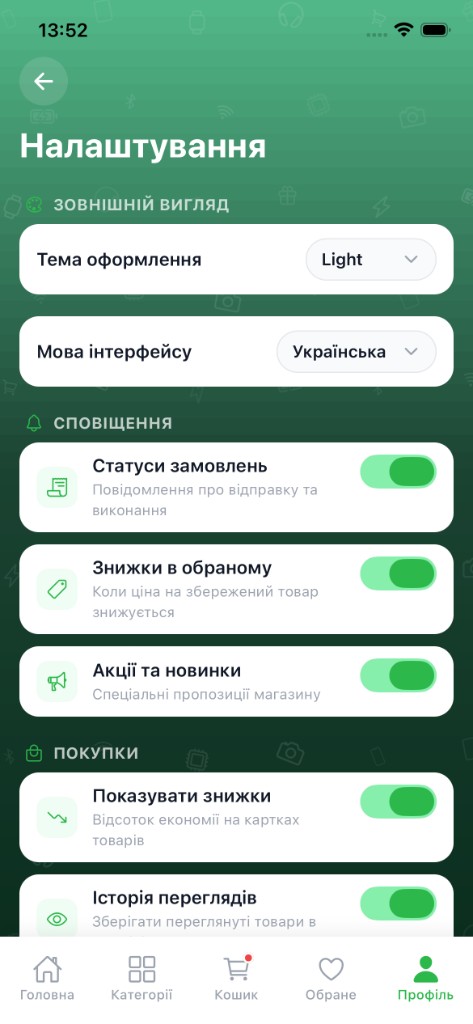 13:52
Налаштування
ЗОВНІШНІЙ ВИГЛЯД
Тема оформлення
Light
Мова інтерфейсу
Українська
СПОВІЩЕННЯ
Статуси замовлень
Повідомлення про відправку та
виконання
Знижки в обраному
Коли ціна на збережений товар
знижується
Акції та новинки
Спеціальні пропозиції магазину
ПОКУПКИ
Показувати знижки
Відсоток економії на картках
товарів
Історія переглядів
Зберігати переглянуті товари в
Головна
Категорії
Кошик
Обране
Профіль